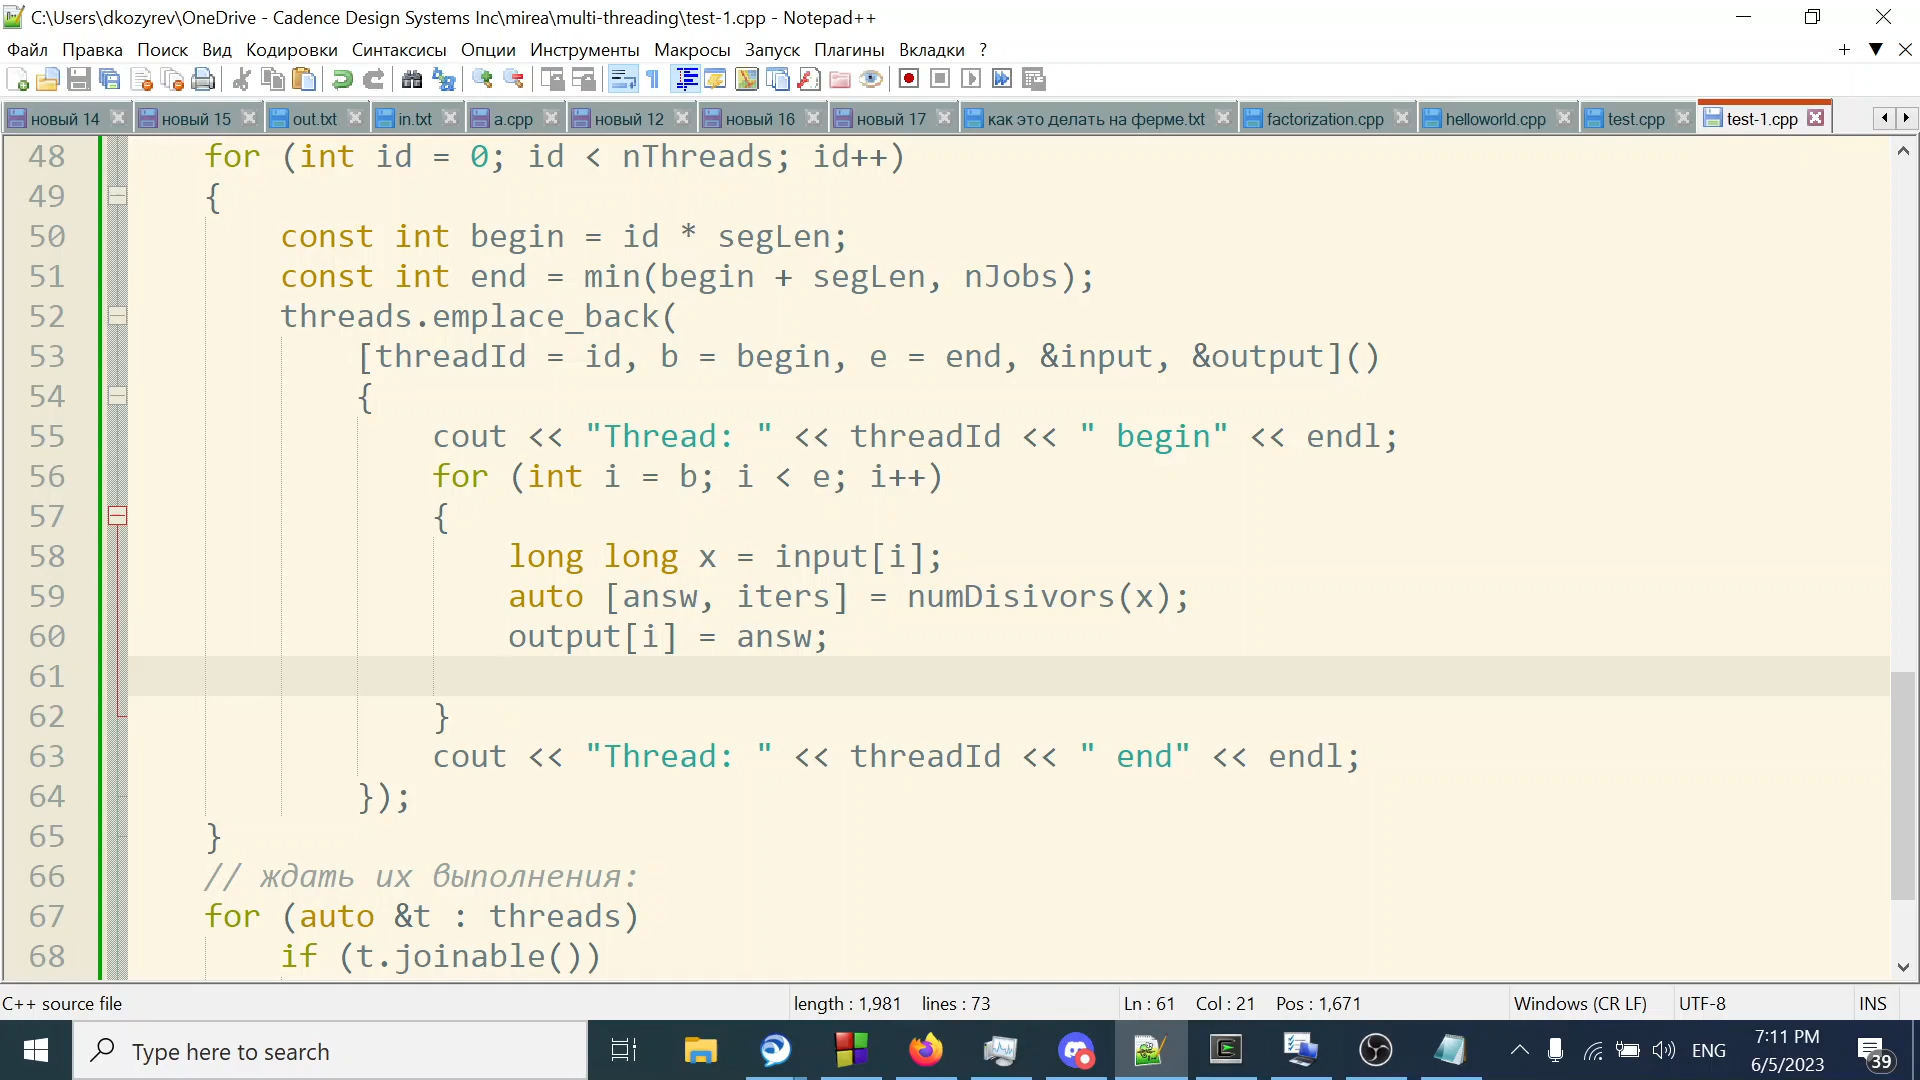 C:\Users\dkozyrev\OneDrive - Cadence Design Systems Inc\mirea\multi-threading\test-1.cpp - Notepad++
Файл Правка Поиск Вид Кодировки Синтаксисы Опции Инструменты Макросы Запуск Плагины Вкладки ?
новый 14 новый 15 out.txt in.txt a.cpp новый 12 новый 16 новый 17 как это делать на ферме.txt factorization.cpp helloworld.cpp test.cpp test-1.cpp
48 for (int id = 0; id < nThreads; id++)
49 {
50 const int begin = id * segLen;
51 const int end = min(begin + segLen, nJobs);
52 threads.emplace_back(
53 [threadId = id, b = begin, e = end, &input, &output]()
54 {
55 cout << "Thread: " << threadId << " begin" << endl;
56 for (int i = b; i < e; i++)
57 {
58 long long x = input[i];
59 auto [answ, iters] = numDisivors(x);
60 output[i] = answ;
61
62 }
63 cout << "Thread: " << threadId << " end" << endl;
64 });
65 }
66 // ждать их выполнения:
67 for (auto &t : threads)
68 if (t.joinable())
C++ source file length : 1,981 lines : 73 Ln : 61 Col : 21 Pos : 1,671 Windows (CR LF) UTF-8 INS
Type here to search ENG 7:11 PM
6/5/2023 39